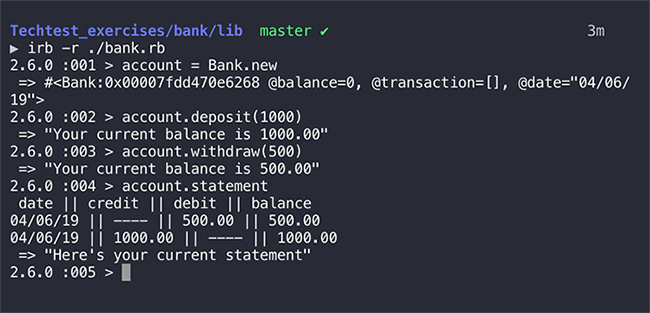 Techtest_exercises/bank/lib master ✔ 3m
▶ irb -r ./bank.rb
2.6.0 :001 > account = Bank.new
=> #<Bank:0x00007fdd470e6268 @balance=0, @transaction=[], @date="04/06/
19">
2.6.0 :002 > account.deposit(1000)
=> "Your current balance is 1000.00"
2.6.0 :003 > account.withdraw(500)
=> "Your current balance is 500.00"
2.6.0 :004 > account.statement
date || credit || debit || balance
04/06/19 || ---- || 500.00 || 500.00
04/06/19 || 1000.00 || ---- || 1000.00
=> "Here's your current statement"
2.6.0 :005 >